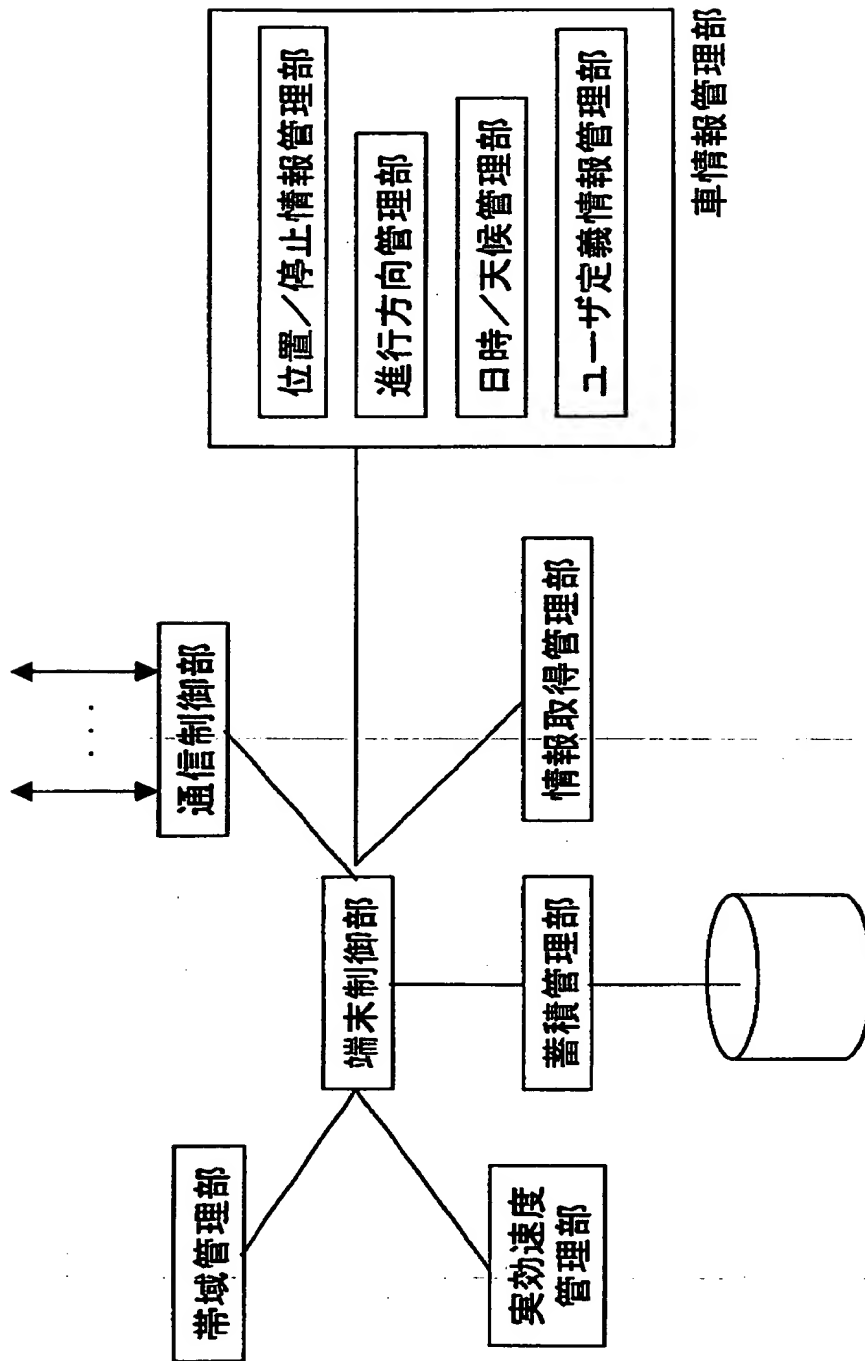 帯域管理部
通信制御部
・・・
端末制御部
位置／停止情報管理部
進行方向管理部
日時／天候管理部
ユーザ定義情報管理部
車情報管理部
実効速度
管理部
蓄積管理部
情報取得管理部